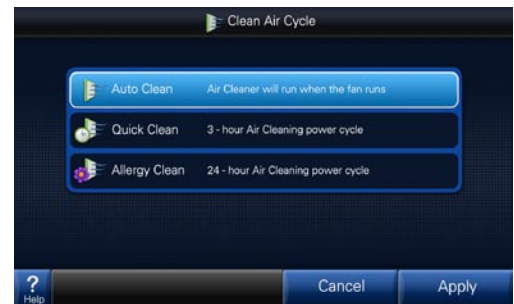 Clean Air Cycle
Auto Clean Air Cleaner will run when the fan runs
Quick Clean 3 - hour Air Cleaning power cycle
Allergy Clean 24 - hour Air Cleaning power cycle
?
Help
Cancel
Apply